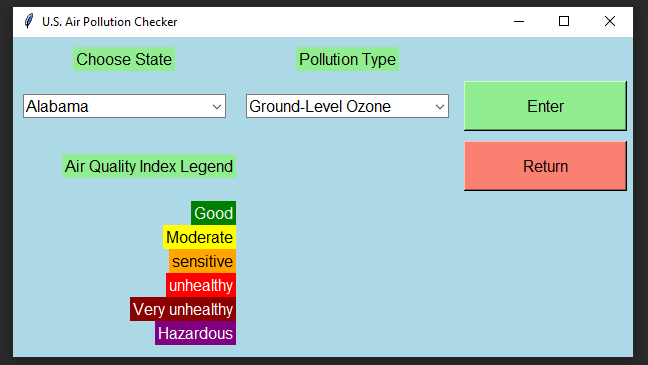 U.S. Air Pollution Checker
Choose State
Pollution Type
Alabama
Ground-Level Ozone
Enter
Air Quality Index Legend
Return
Good
Moderate
sensitive
unhealthy
Very unhealthy
Hazardous